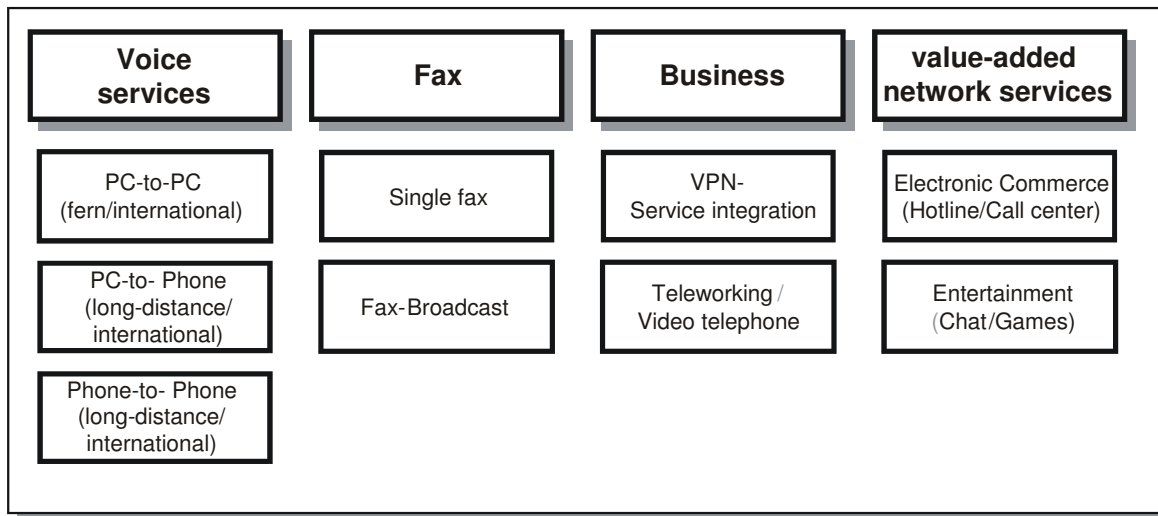 Voice
services
Fax
Business
value-added
network services
PC-to-PC
(fern/international)
PC-to- Phone
(long-distance/
international)
Phone-to- Phone
(long-distance/
international)
Single fax
Fax-Broadcast
VPN-
Service integration
Teleworking /
Video telephone
Electronic Commerce
(Hotline/Call center)
Entertainment
(Chat/Games)